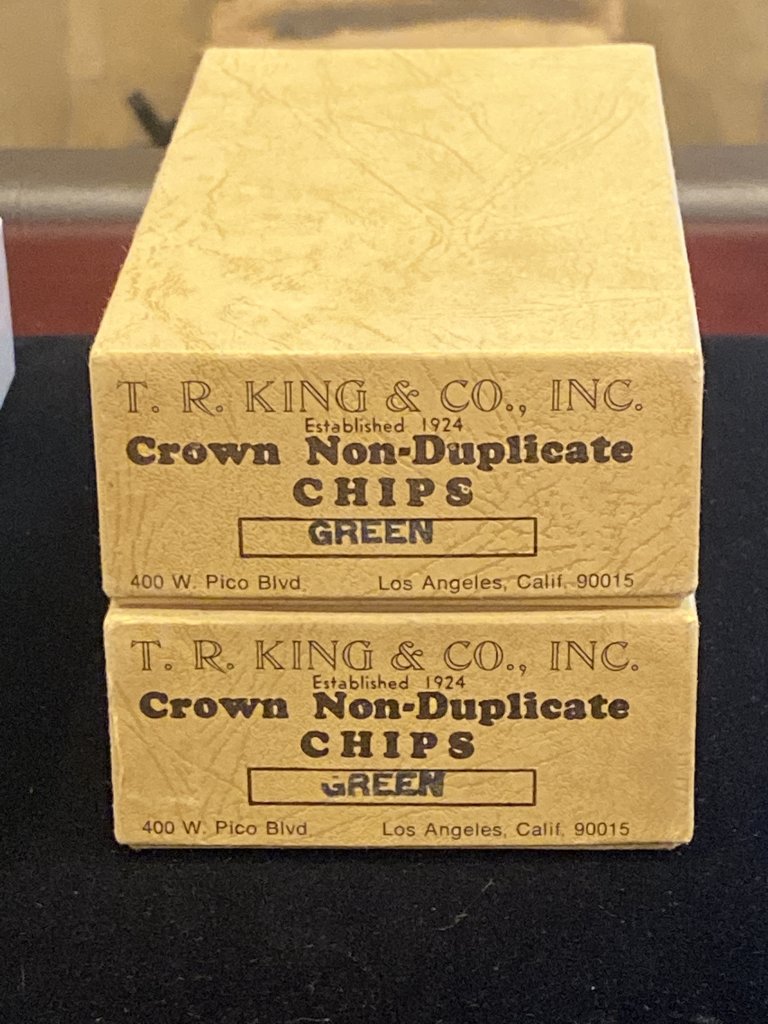 T. R. KING & CO., INC.
Established 1924
Crown Non-Duplicate
CHIPS
GREEN
400 W. Pico Blvd. Los Angeles, Calif. 90015
T. R. KING & CO., INC.
Established 1924
Crown Non-Duplicate
CHIPS
GREEN
400 W. Pico Blvd. Los Angeles, Calif. 90015